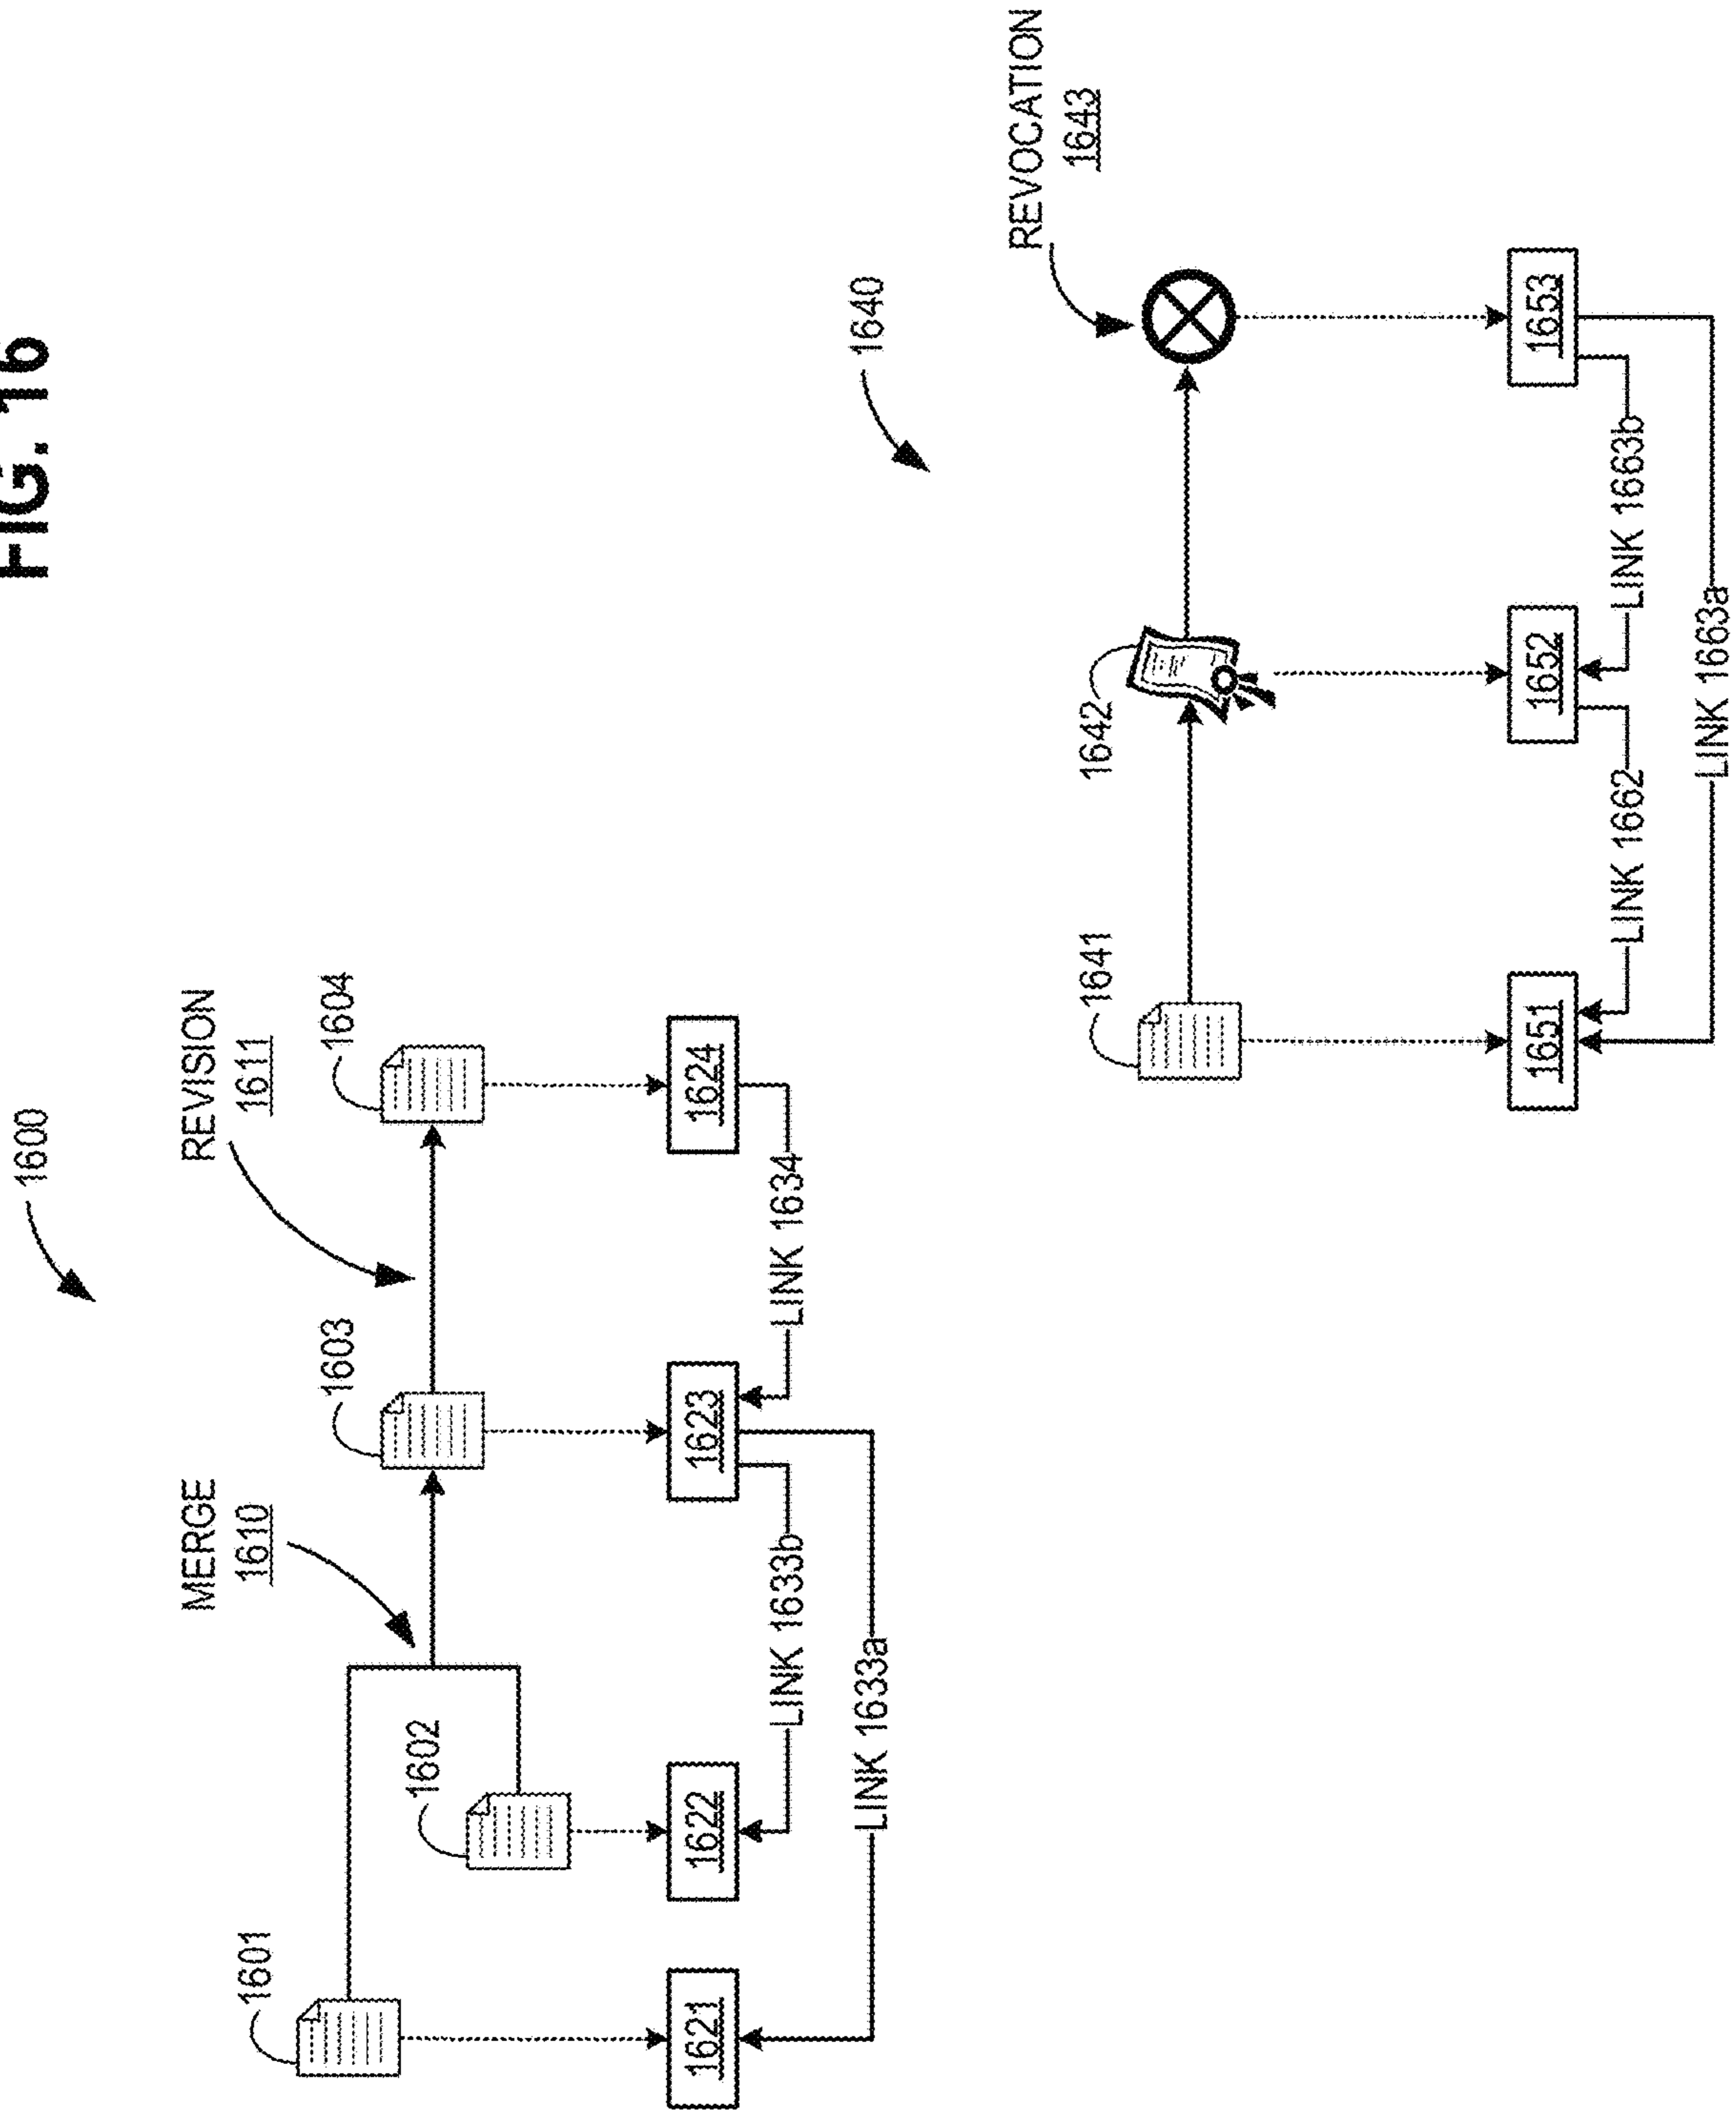 FIG. 16
1600
MERGE
1610
REVISION
1611
1601
1602
1603
1604
1621
1622
1623
1624
LINK 1633b
LINK 1634
LINK 1633a
1640
REVOCATION
1643
1641
1642
1651
1652
1653
LINK 1662
LINK 1663b
LINK 1663a